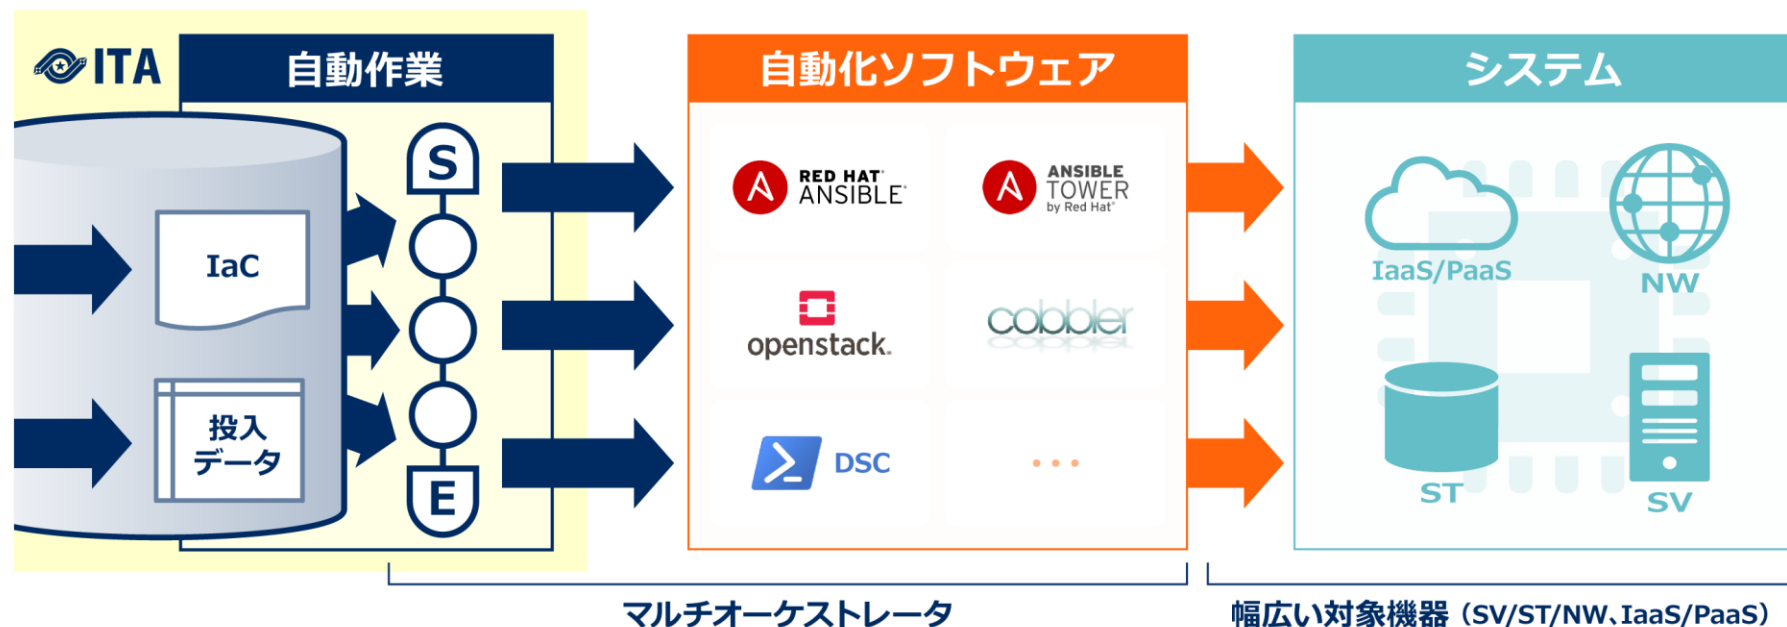 ITA
自動作業
IaC
投入
データ
S
E
自動化ソフトウェア
RED HAT®
ANSIBLE®
ANSIBLE
TOWER
by Red Hat®
openstack.
cobbler
DSC
...
システム
IaaS/PaaS
NW
ST
SV
マルチオーケストレータ
幅広い対象機器（SV/ST/NW、IaaS/PaaS）